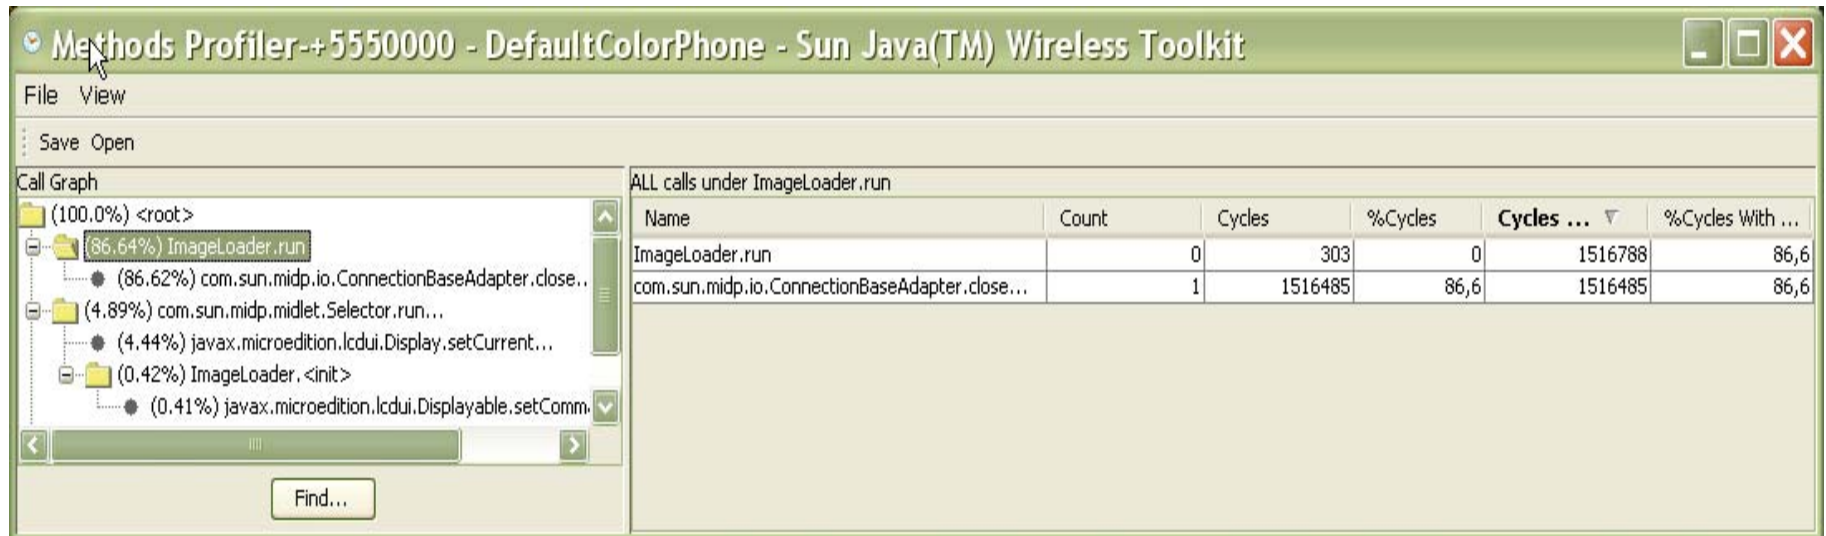 Methods Profiler-+5550000 - DefaultColorPhone - Sun Java(TM) Wireless Toolkit
File View
Save Open
Call Graph
(100.0%) <root>
(86.64%) ImageLoader.run
(86.62%) com.sun.midp.io.ConnectionBaseAdapter.close..
(4.89%) com.sun.midp.midlet.Selector.run...
(4.44%) javax.microedition.lcdui.Display.setCurrent...
(0.42%) ImageLoader.<init>
(0.41%) javax.microedition.lcdui.Displayable.setComm
Find...
ALL calls under ImageLoader.run
Name Count Cycles %Cycles Cycles ... %Cycles With ...
ImageLoader.run 0 303 0 1516788 86,6
com.sun.midp.io.ConnectionBaseAdapter.close... 1 1516485 86,6 1516485 86,6